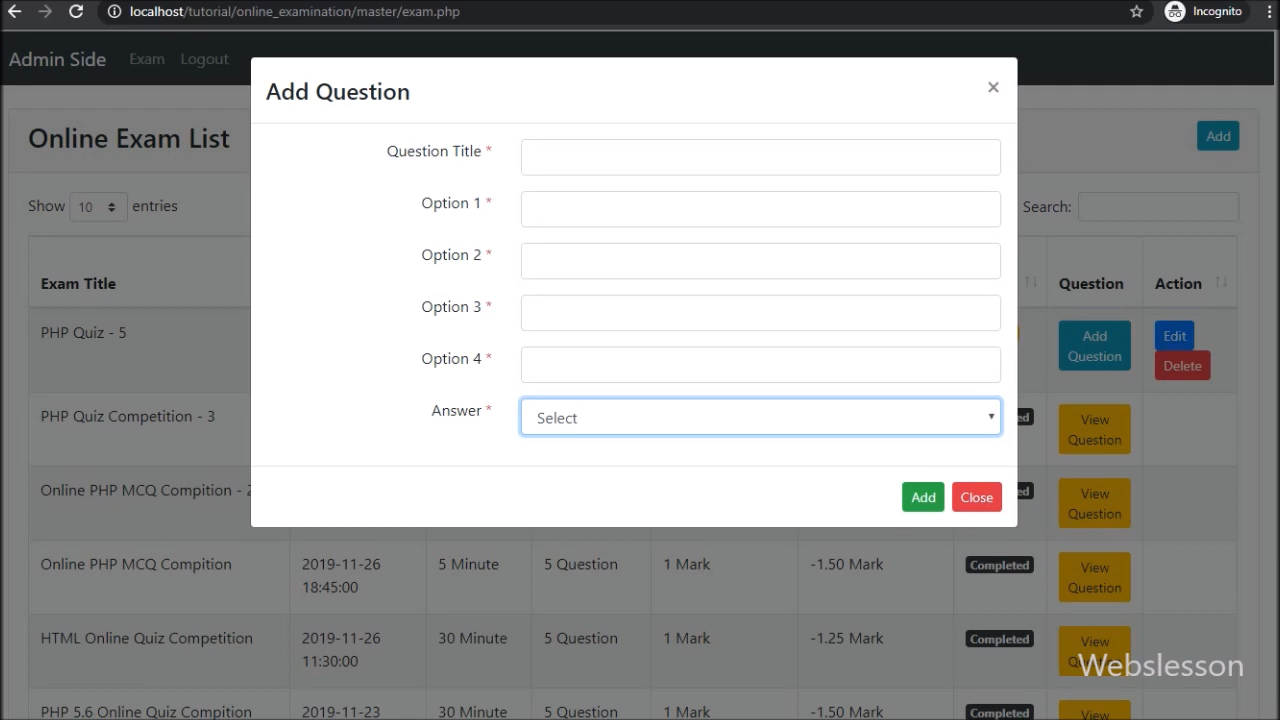 localhost/tutorial/online_examination/master/exam.php
Incognito
Admin Side Exam Logout
Add Question ×
Online Exam List
Add
Question Title *
Option 1 *
Option 2 *
Option 3 *
Option 4 *
Answer *
Select
Add Close
Show 10 entries
Search:
Exam Title Question Action
PHP Quiz - 5 Add Question Edit Delete
PHP Quiz Competition - 3 View Question
Online PHP MCQ Compition - View Question
Online PHP MCQ Compition 2019-11-26 18:45:00 5 Minute 5 Question 1 Mark -1.50 Mark Completed View Question
HTML Online Quiz Competition 2019-11-26 11:30:00 30 Minute 5 Question 1 Mark -1.25 Mark Completed View
PHP 5.6 Online Quiz Compition 2019-11-23 30 Minute 5 Question 1 Mark -1.50 Mark Completed View
Webslesson